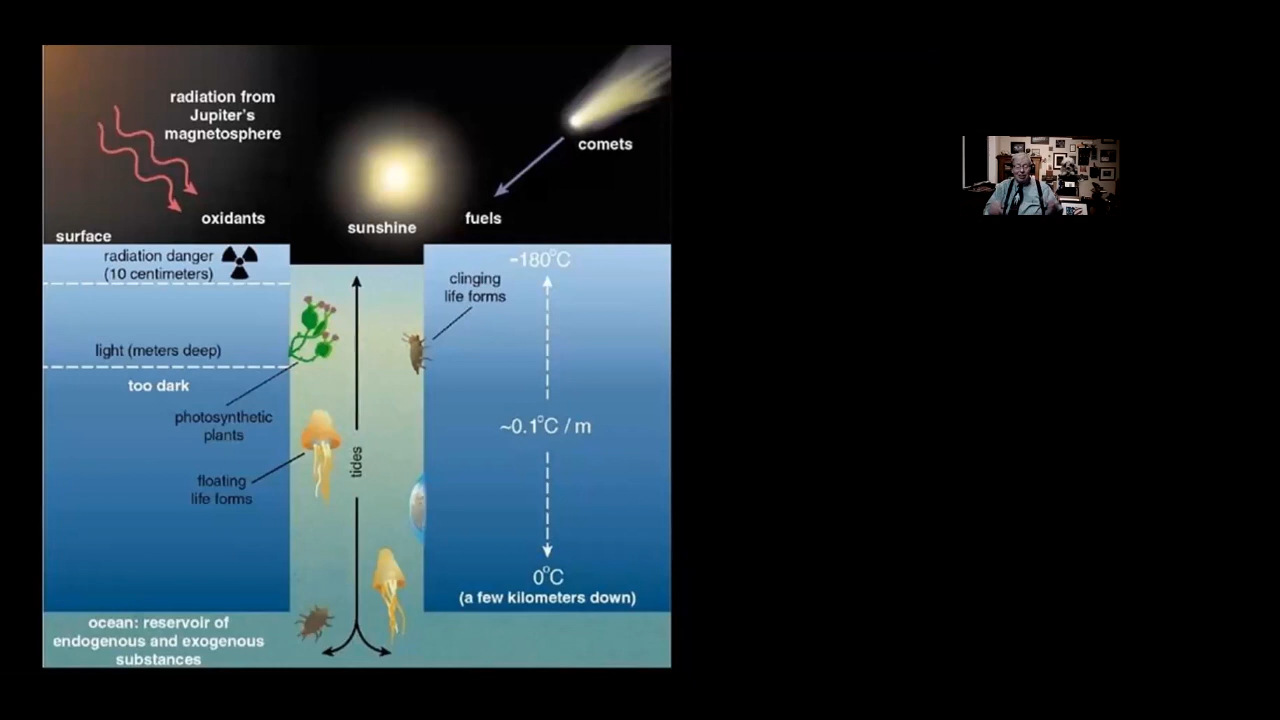 radiation from
Jupiter's
magnetosphere
comets
oxidants
sunshine
fuels
surface
radiation danger
(10 centimeters)
~180°C
clinging
life forms
light (meters deep)
too dark
photosynthetic
plants
~0.1°C / m
tides
floating
life forms
0°C
(a few kilometers down)
ocean: reservoir of
endogenous and exogenous
substances